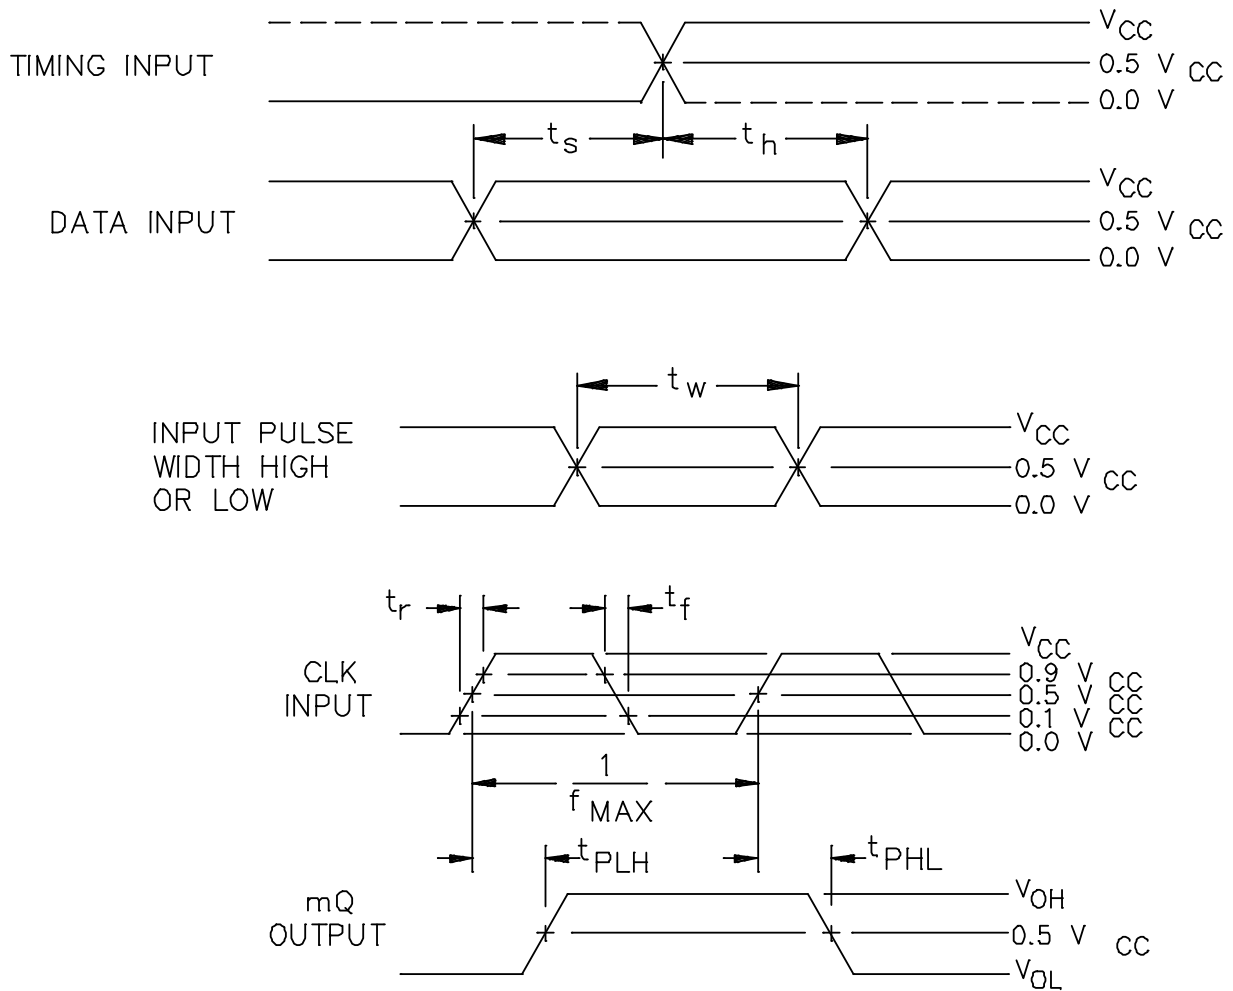 V CC
TIMING INPUT
0.5 V CC
0.0 V
t s
t h
V CC
DATA INPUT
0.5 V CC
0.0 V
t w
V CC
INPUT PULSE
WIDTH HIGH
OR LOW
0.5 V CC
0.0 V
t r
t f
V CC
CLK
INPUT
0.9 V CC
0.5 V CC
0.1 V CC
0.0 V
1
f MAX
t PLH
t PHL
mQ
OUTPUT
V OH
0.5 V CC
V OL